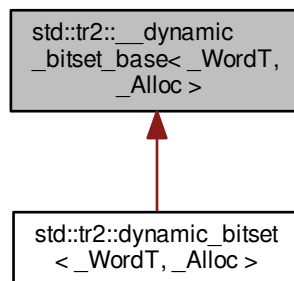 std::tr2::__dynamic
_bitset_base< _WordT,
_Alloc >
std::tr2::dynamic_bitset
< _WordT, _Alloc >